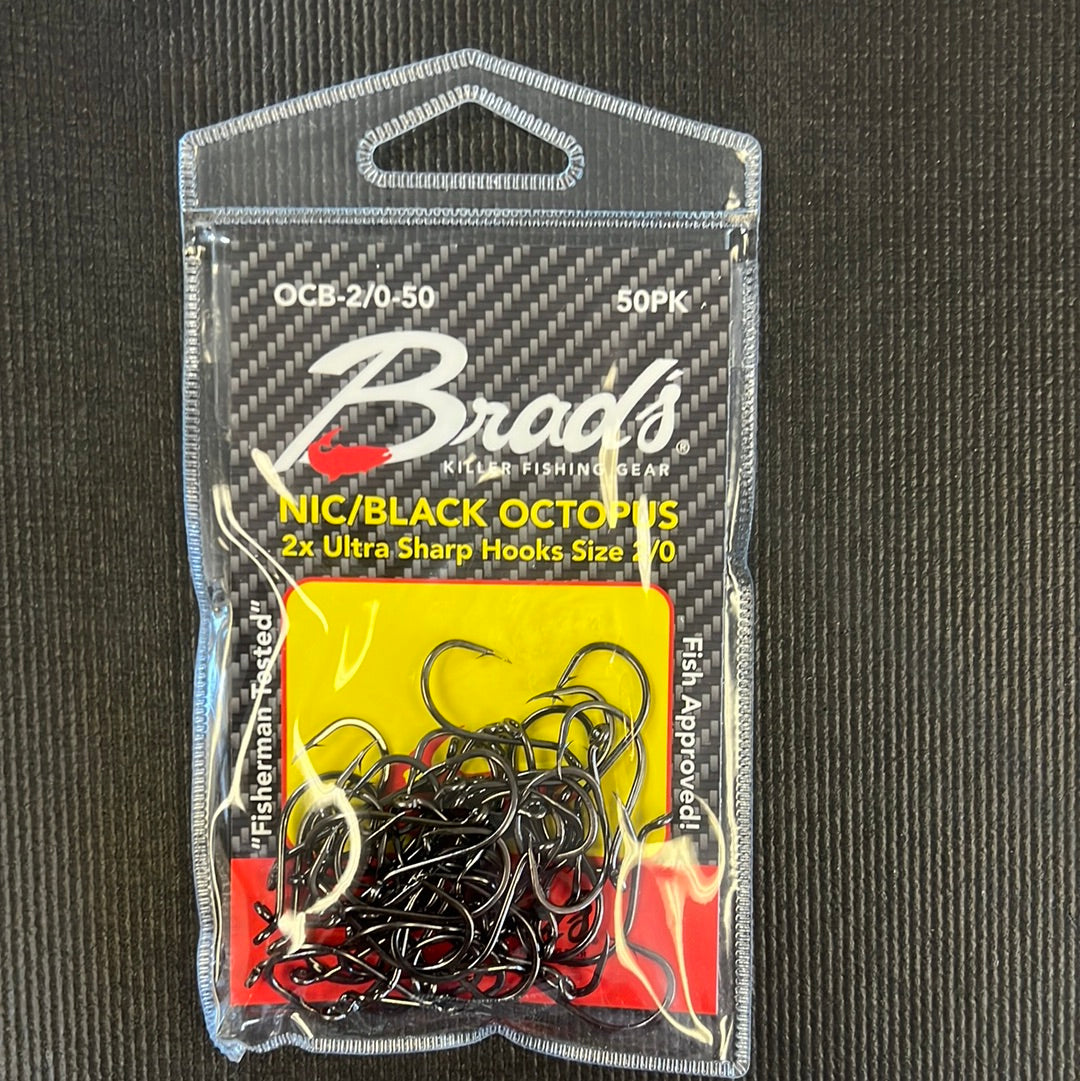 OCB-2/0-50
50PK
Brad's®
KILLER FISHING GEAR
NIC/BLACK OCTOPUS
2x Ultra Sharp Hooks Size 2/0
"Fisherman Tested"
Fish Approved!